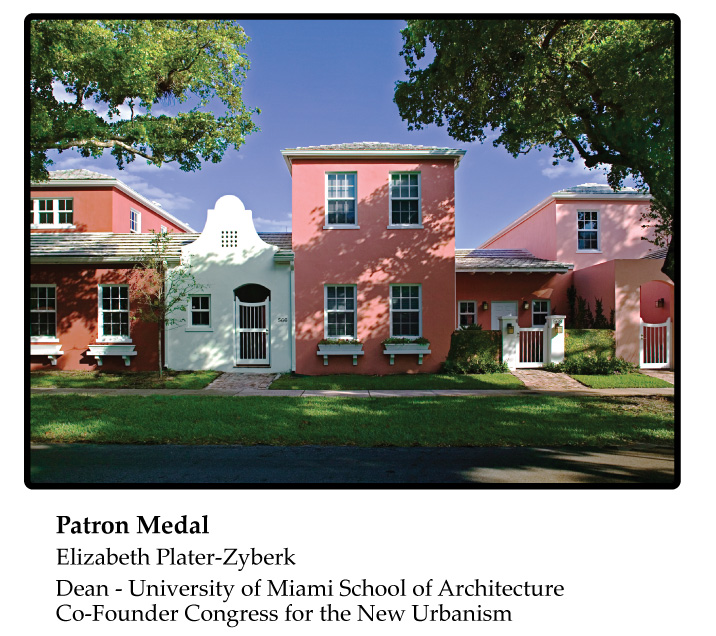 Patron Medal
Elizabeth Plater-Zyberk
Dean - University of Miami School of Architecture
Co-Founder Congress for the New Urbanism